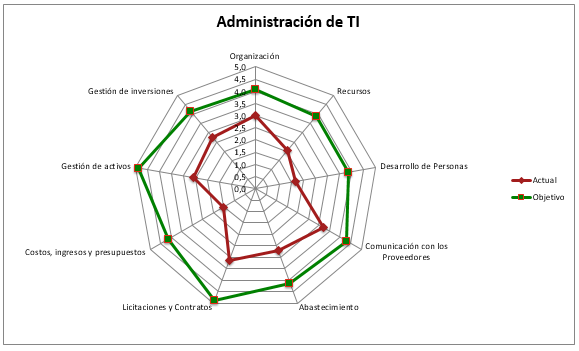 Administración de TI
Organización
5,0
4,5
4,0
3,5
3,0
2,5
2,0
1,5
1,0
0,5
0,0
Recursos
Desarrollo de Personas
Comunicación con los
Proveedores
Abastecimiento
Licitaciones y Contratos
Costos, ingresos y presupuestos
Gestión de activos
Gestión de inversiones
Actual
Objetivo